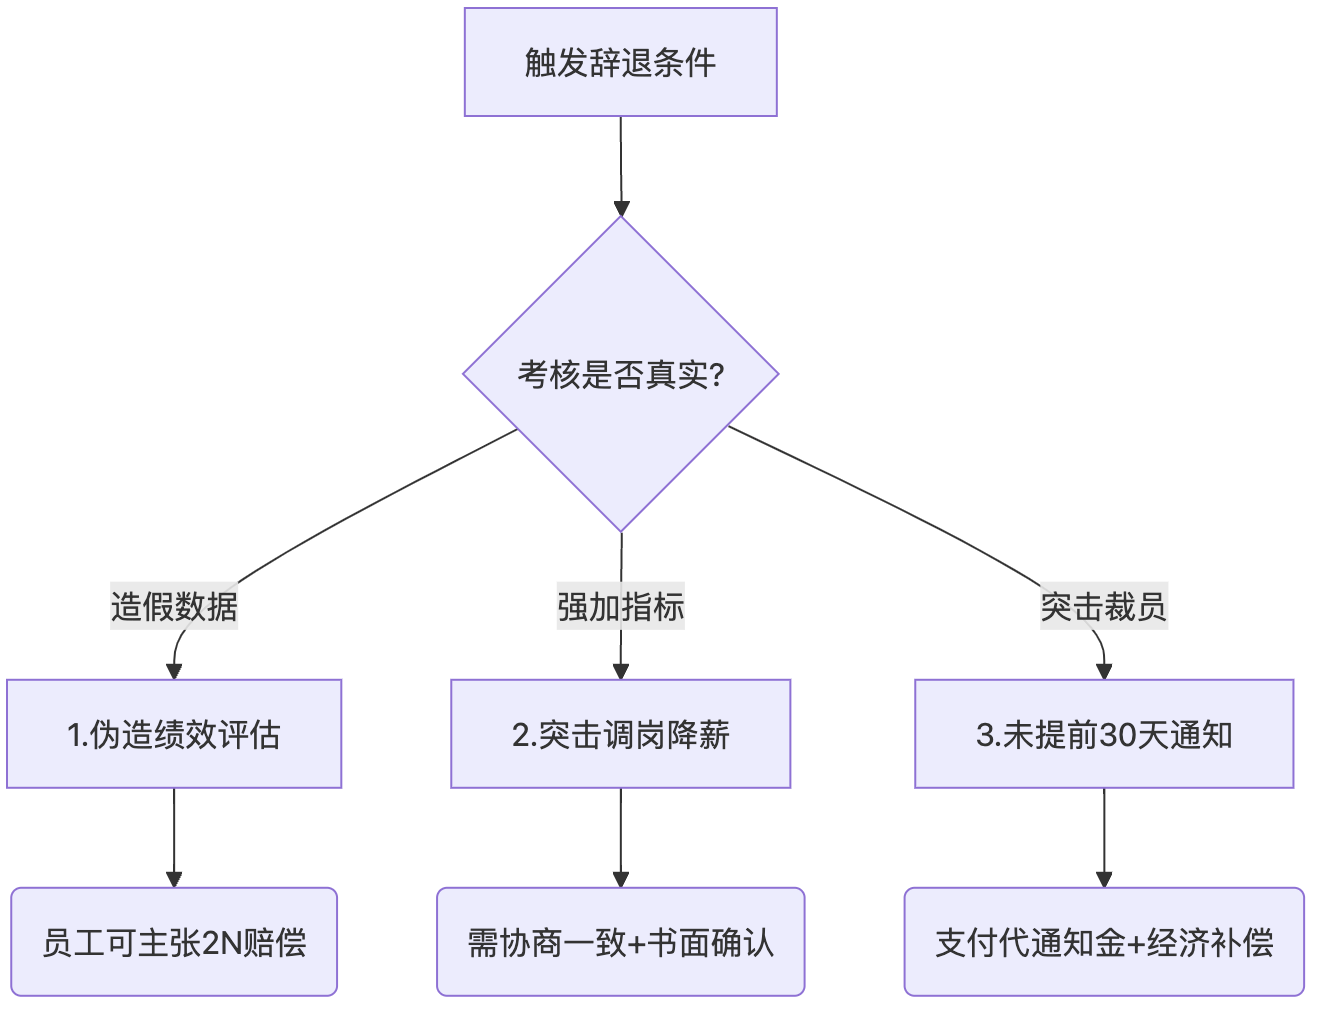 触发辞退条件
考核是否真实?
造假数据
强加指标
突击裁员
1.伪造绩效评估
2.突击调岗降薪
3.未提前30天通知
员工可主张2N赔偿
需协商一致+书面确认
支付代通知金+经济补偿